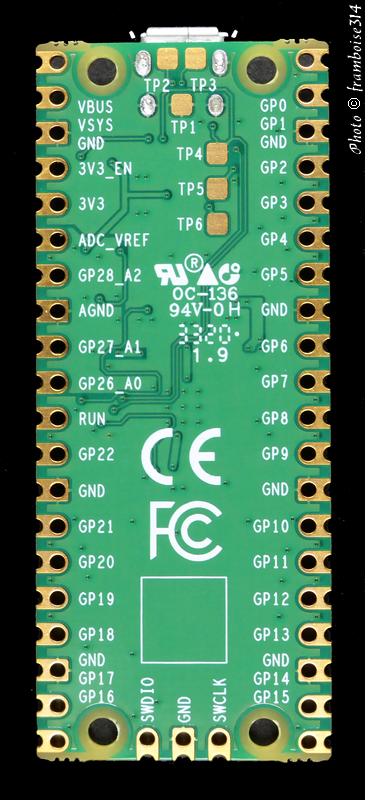 Photo © framboise314
TP2 TP3
VBUS GP0
TP1
VSYS GP1
GND GND
TP4
3V3_EN GP2
TP5
3V3 GP3
TP6
ADC_VREF GP4
GP28_A2 GP5
®
OC-136
AGND 94V-0 H GND
3320
GP27_A1 1.9 GP6
GP26_A0 GP7
RUN GP8
GP22 CE GP9
GND GND
GP21 FC GP10
GP20 GP11
GP19 GP12
GP18 GP13
GND GND
GP17 GP14
GP16 GP15
SWDIO GND SWCLK